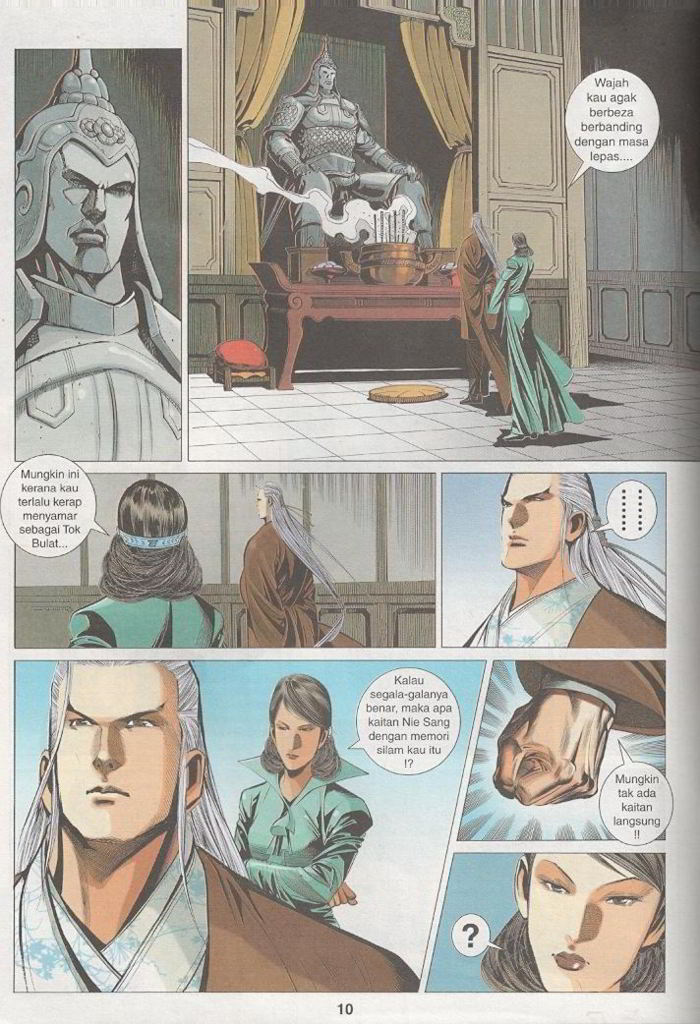 Wajah
kau agak
berbeza
berbanding
dengan masa
lepas....
Mungkin ini
kerana kau
terlalu kerap
menyamar
sebagai Tok
Bulat...
Kalau
segala-galanya
benar, maka apa
kaitan Nie Sang
dengan memori
silam kau itu
!?
Mungkin
tak ada
kaitan
langsung
!!
?
10